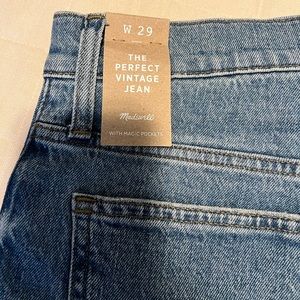 W 29
THE
PERFECT
VINTAGE
JEAN
Madewell
WITH MAGIC POCKETS